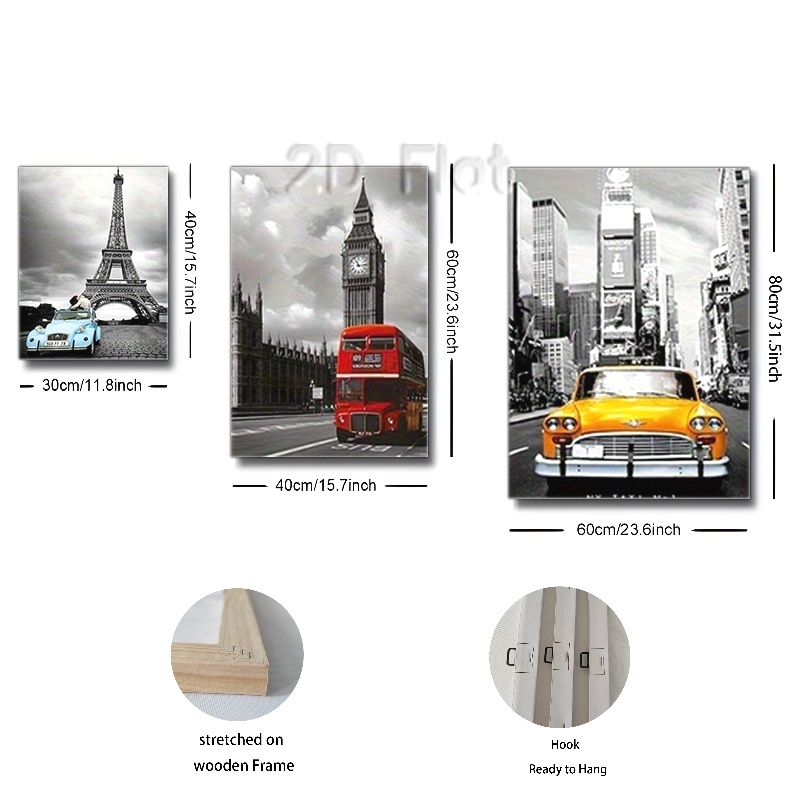 2D Flat
40cm/15.7inch
30cm/11.8inch
60cm/23.6inch
40cm/15.7inch
80cm/31.5inch
60cm/23.6inch
stretched on
wooden Frame
Hook
Ready to Hang